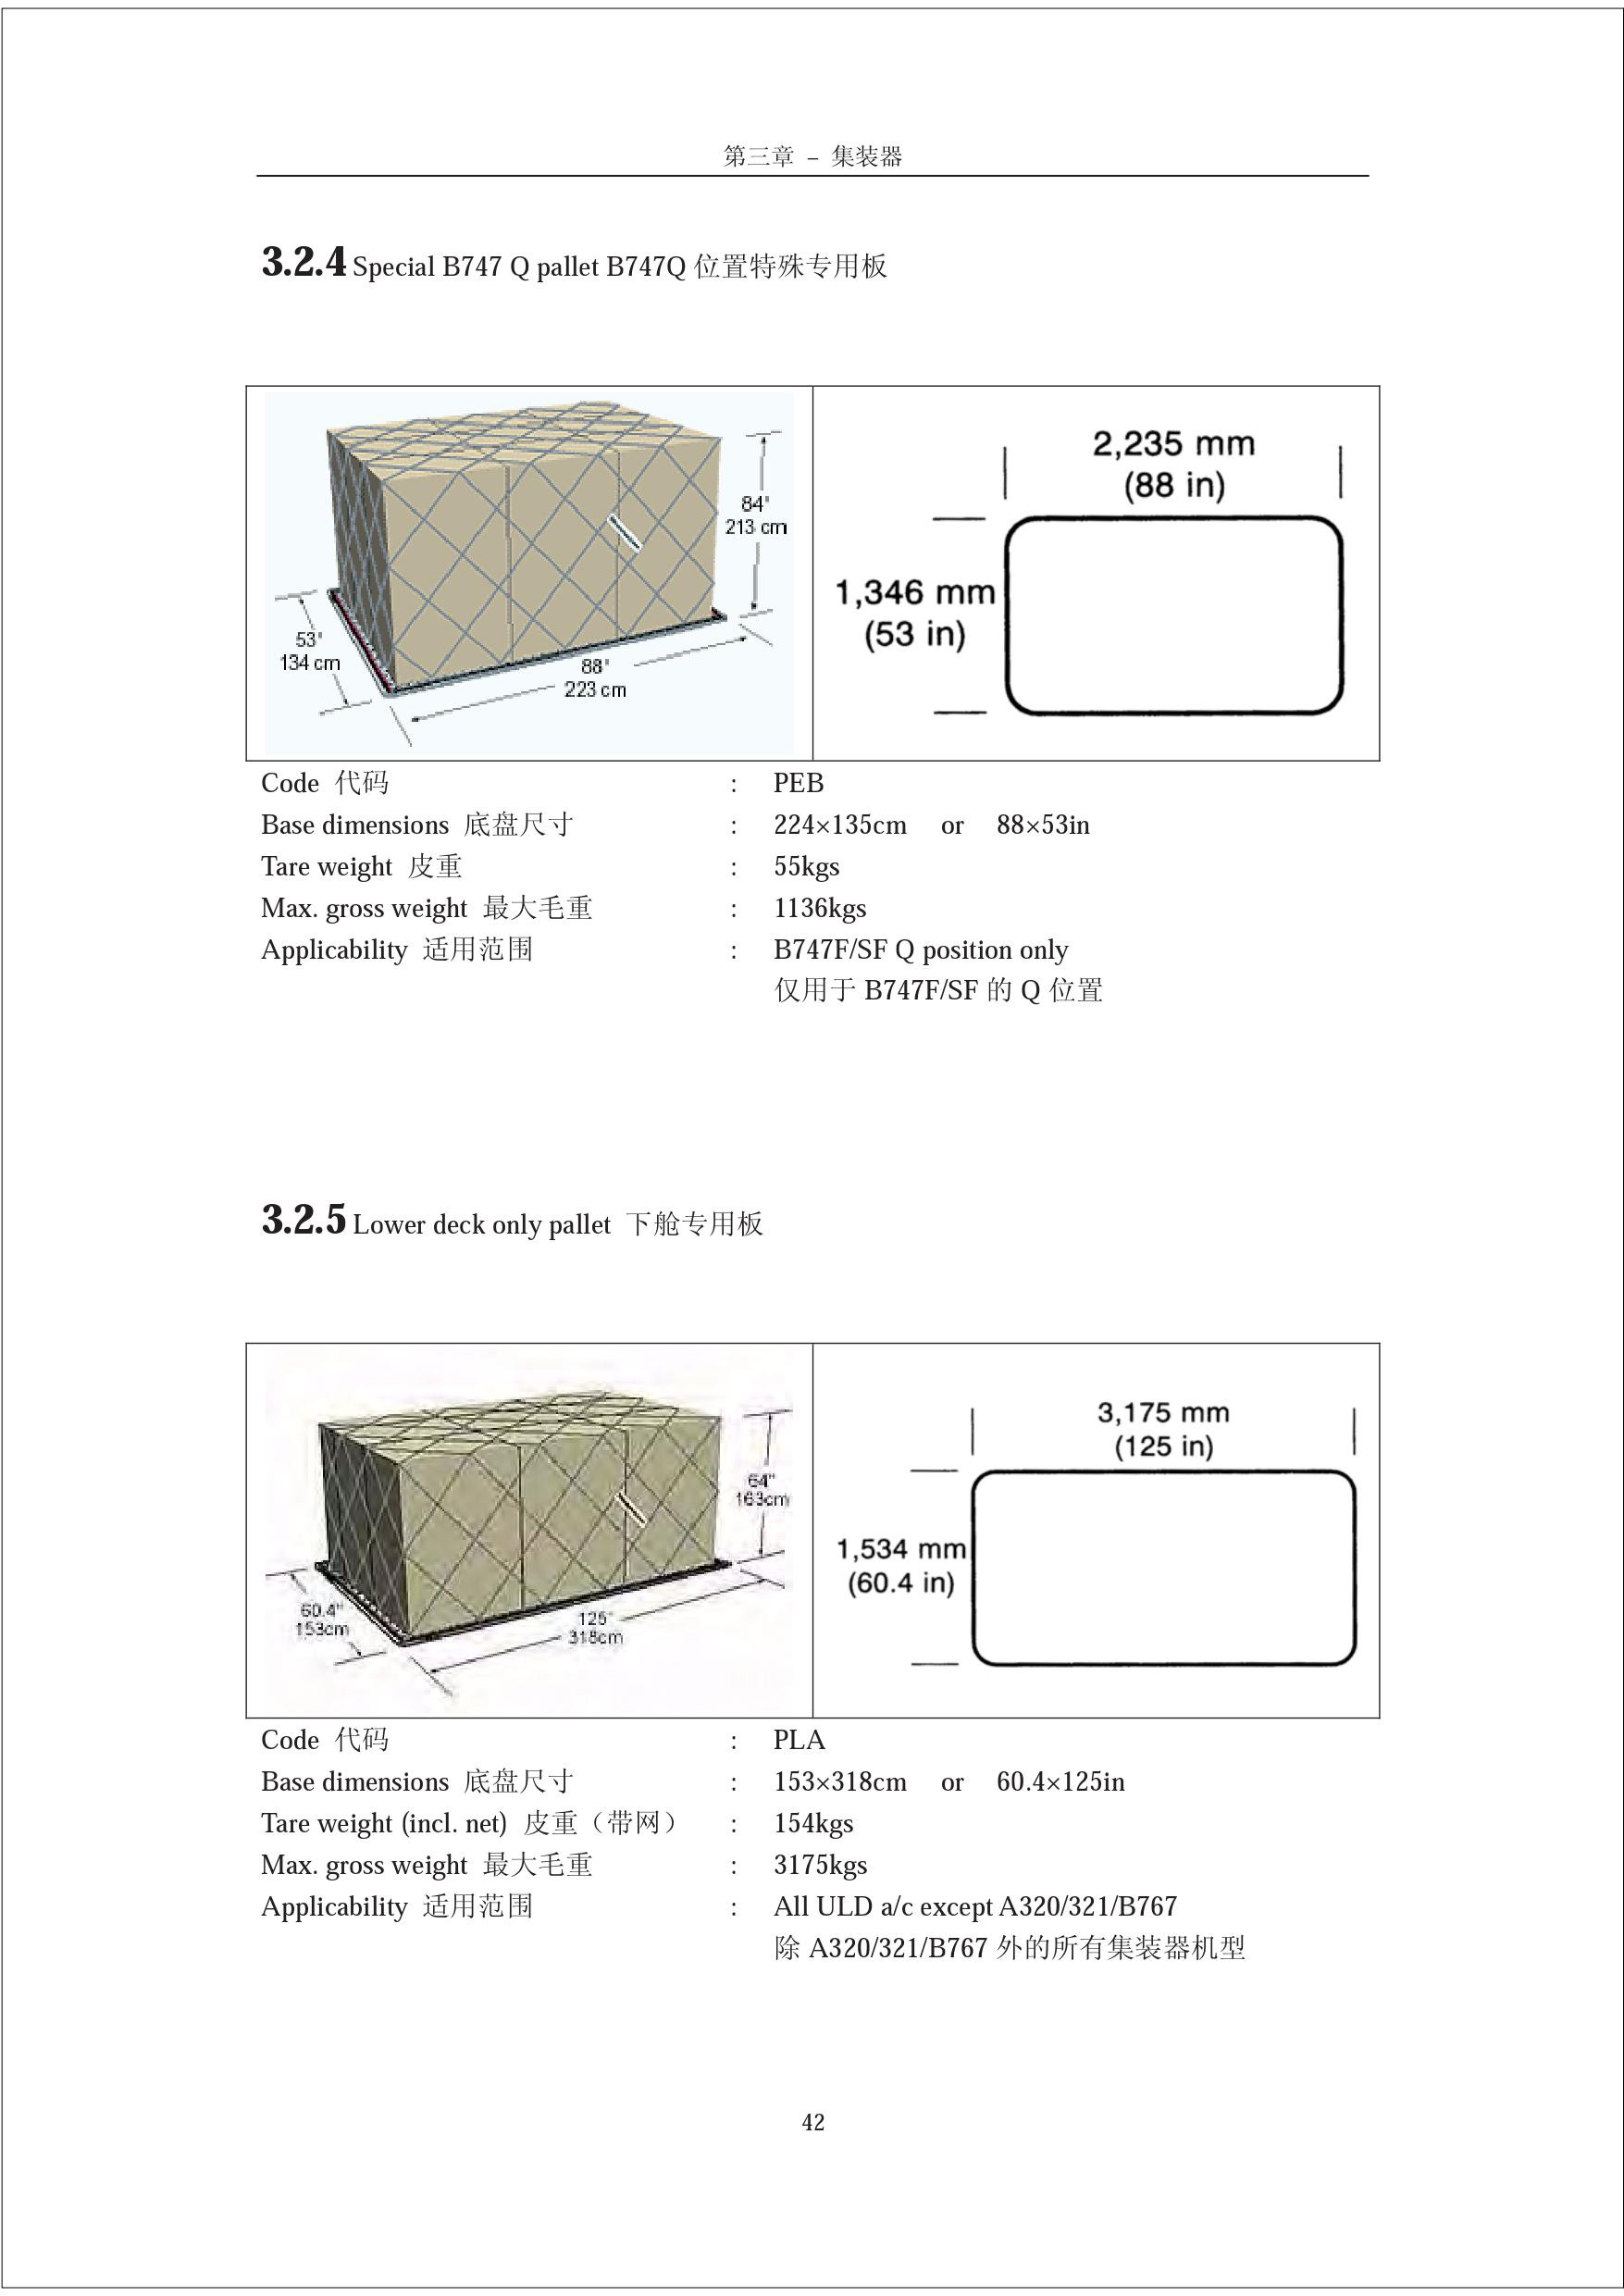 第三章 – 集装器
3.2.4 Special B747 Q pallet B747Q 位置特殊专用板
84"
213 cm
53"
134 cm
88"
223 cm
2,235 mm
(88 in)
1,346 mm
(53 in)
Code 代码 : PEB
Base dimensions 底盘尺寸 : 224×135cm or 88×53in
Tare weight 皮重 : 55kgs
Max. gross weight 最大毛重 : 1136kgs
Applicability 适用范围 : B747F/SF Q position only
仅用于 B747F/SF 的 Q 位置
3.2.5 Lower deck only pallet 下舱专用板
64"
163cm
60.4"
153cm
125"
318cm
3,175 mm
(125 in)
1,534 mm
(60.4 in)
Code 代码 : PLA
Base dimensions 底盘尺寸 : 153×318cm or 60.4×125in
Tare weight (incl. net) 皮重（带网） : 154kgs
Max. gross weight 最大毛重 : 3175kgs
Applicability 适用范围 : All ULD a/c except A320/321/B767
除 A320/321/B767 外的所有集装器机型
42